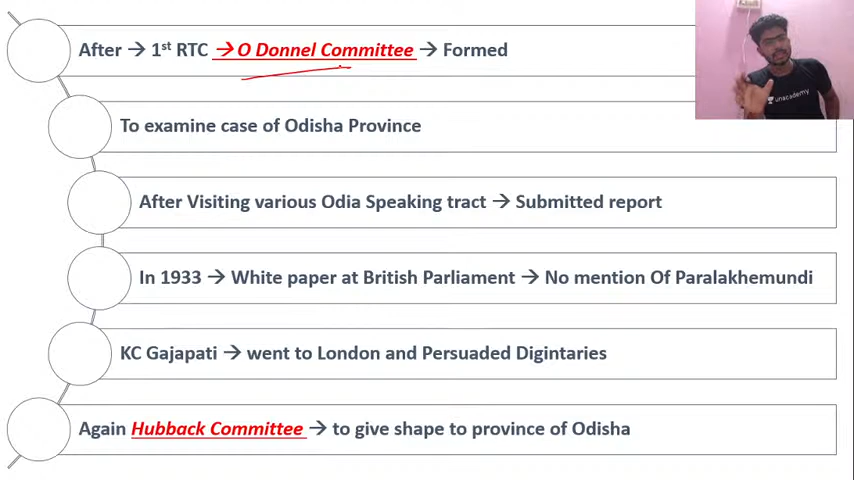 After → 1st RTC → O Donnel Committee → Formed
unacademy
To examine case of Odisha Province
After Visiting various Odia Speaking tract → Submitted report
In 1933 → White paper at British Parliament → No mention Of Paralakhemundi
KC Gajapati → went to London and Persuaded Digintaries
Again Hubback Committee → to give shape to province of Odisha